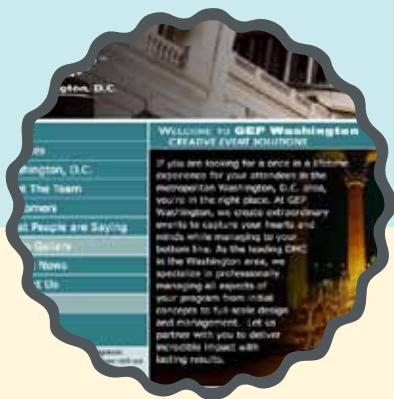 gton, D.C.
es
hington, D.C.
t The Team
omers
at People are Saying
Gallery
News
t Us
WELCOME TO GEP Washington
CREATIVE EVENT SOLUTIONS
If you are looking for a once in a lifetime
experience for your attendees in the
metropolitan Washington, D.C. area,
you're in the right place. At GEP
Washington, we create extraordinary
events to capture your hearts and
minds while managing to your
bottom line. As the leading DMC
in the Washington area, we
specialize in professionally
managing all aspects of
your program from initial
concepts to full-scale design
and management. Let us
partner with you to deliver
incredible impact with
lasting results.